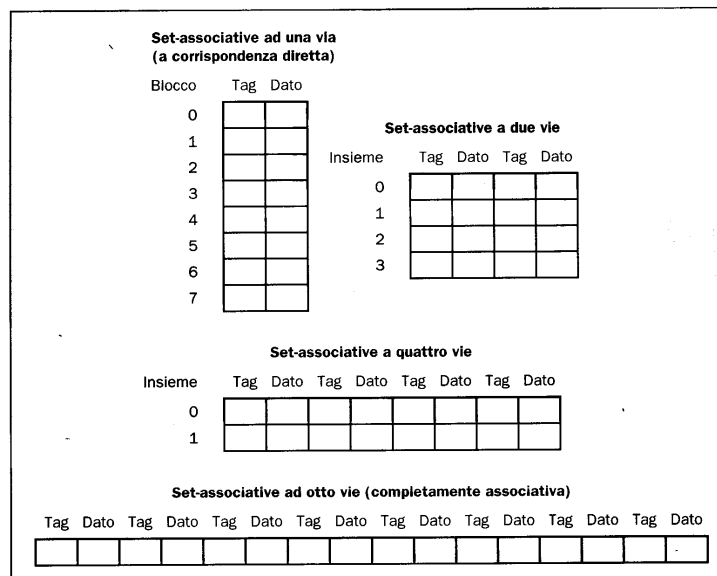 Set-associative ad una via
(a corrispondenza diretta)
Blocco Tag Dato
0
1
2
3
4
5
6
7
Set-associative a due vie
Insieme Tag Dato Tag Dato
0
1
2
3
Set-associative a quattro vie
Insieme Tag Dato Tag Dato Tag Dato Tag Dato
0
1
Set-associative ad otto vie (completamente associativa)
Tag Dato Tag Dato Tag Dato Tag Dato Tag Dato Tag Dato Tag Dato Tag Dato